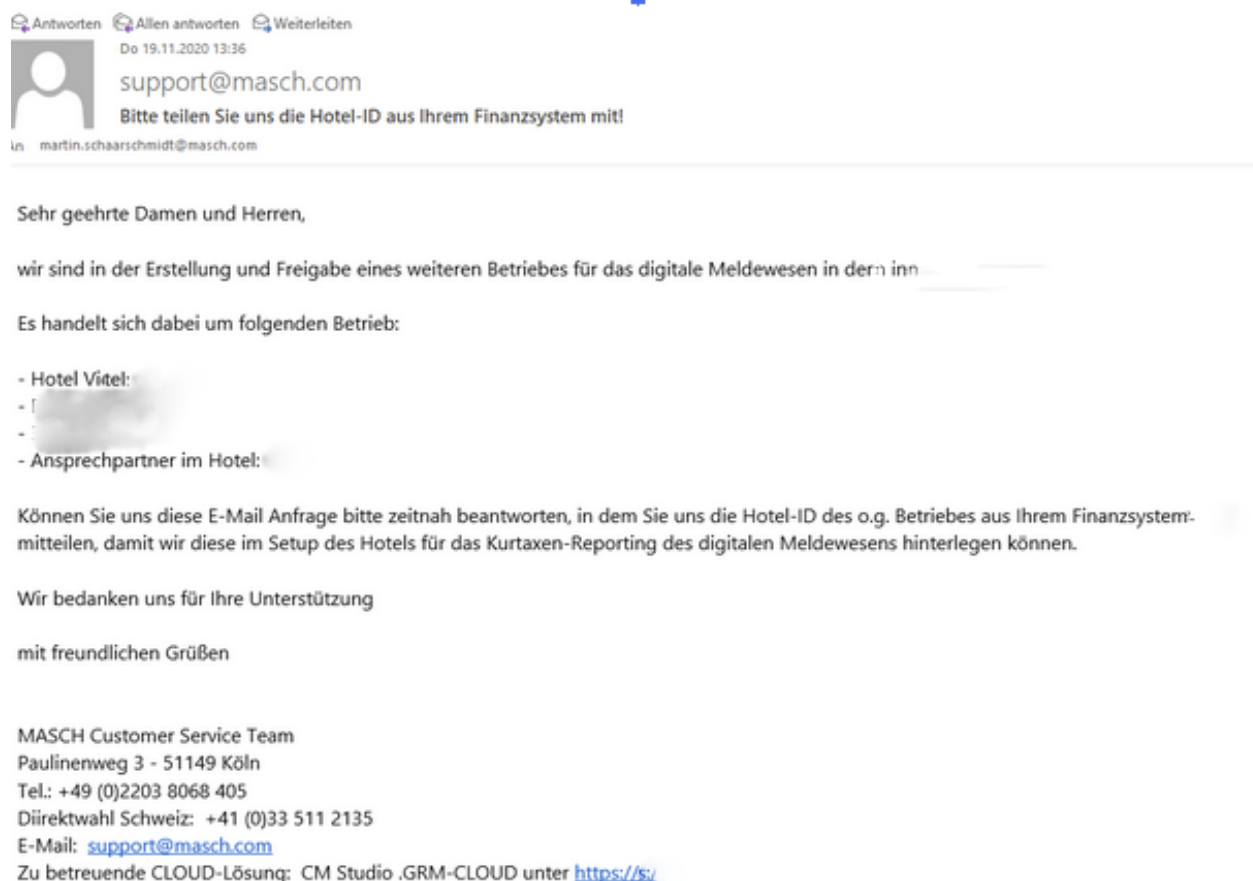 Antworten Allen antworten Weiterleiten
Do 19.11.2020 13:36
support@masch.com
Bitte teilen Sie uns die Hotel-ID aus Ihrem Finanzsystem mit!
An martin.schaarschmidt@masch.com
Sehr geehrte Damen und Herren,
wir sind in der Erstellung und Freigabe eines weiteren Betriebes für das digitale Meldewesen in
Es handelt sich dabei um folgenden Betrieb:
- Hotel Viitel:
-
-
- Ansprechpartner im Hotel:
Können Sie uns diese E-Mail Anfrage bitte zeitnah beantworten, in dem Sie uns die Hotel-ID des o.g. Betriebes aus Ihrem Finanzsystem
mitteilen, damit wir diese im Setup des Hotels für das Kurtaxen-Reporting des digitalen Meldewesens hinterlegen können.
Wir bedanken uns für Ihre Unterstützung
mit freundlichen Grüßen
MASCH Customer Service Team
Paulinenweg 3 - 51149 Köln
Tel.: +49 (0)2203 8068 405
Diirektwahl Schweiz: +41 (0)33 511 2135
E-Mail: support@masch.com
Zu betreuende CLOUD-Lösung: CM Studio .GRM-CLOUD unter https://s